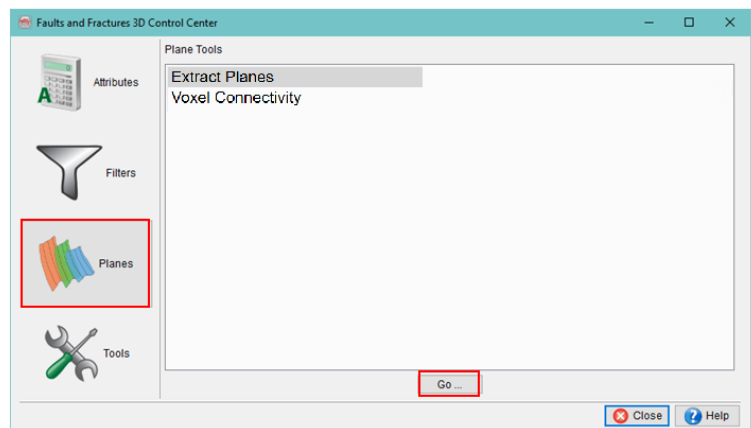 Faults and Fractures 3D Control Center
Plane Tools
Attributes
Extract Planes
Voxel Connectivity
Filters
Planes
Tools
Go ...
Close
Help